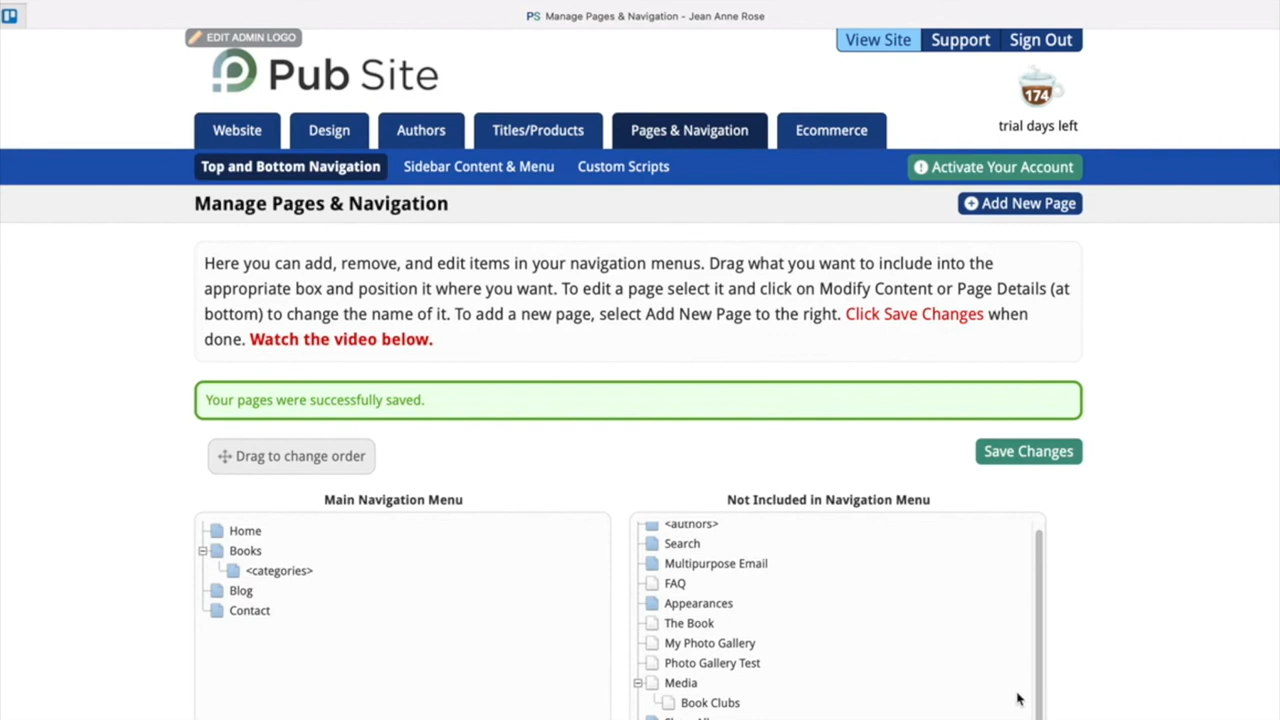 PS Manage Pages & Navigation - Jean Anne Rose
EDIT ADMIN LOGO
View Site Support Sign Out
Pub Site
174
trial days left
Website Design Authors Titles/Products Pages & Navigation Ecommerce
Top and Bottom Navigation Sidebar Content & Menu Custom Scripts Activate Your Account
Manage Pages & Navigation Add New Page
Here you can add, remove, and edit items in your navigation menus. Drag what you want to include into the
appropriate box and position it where you want. To edit a page select it and click on Modify Content or Page Details (at
bottom) to change the name of it. To add a new page, select Add New Page to the right. Click Save Changes when
done. Watch the video below.
Your pages were successfully saved.
Drag to change order Save Changes
Main Navigation Menu
Home
Books
<categories>
Blog
Contact
Not Included in Navigation Menu
<authors>
Search
Multipurpose Email
FAQ
Appearances
The Book
My Photo Gallery
Photo Gallery Test
Media
Book Clubs